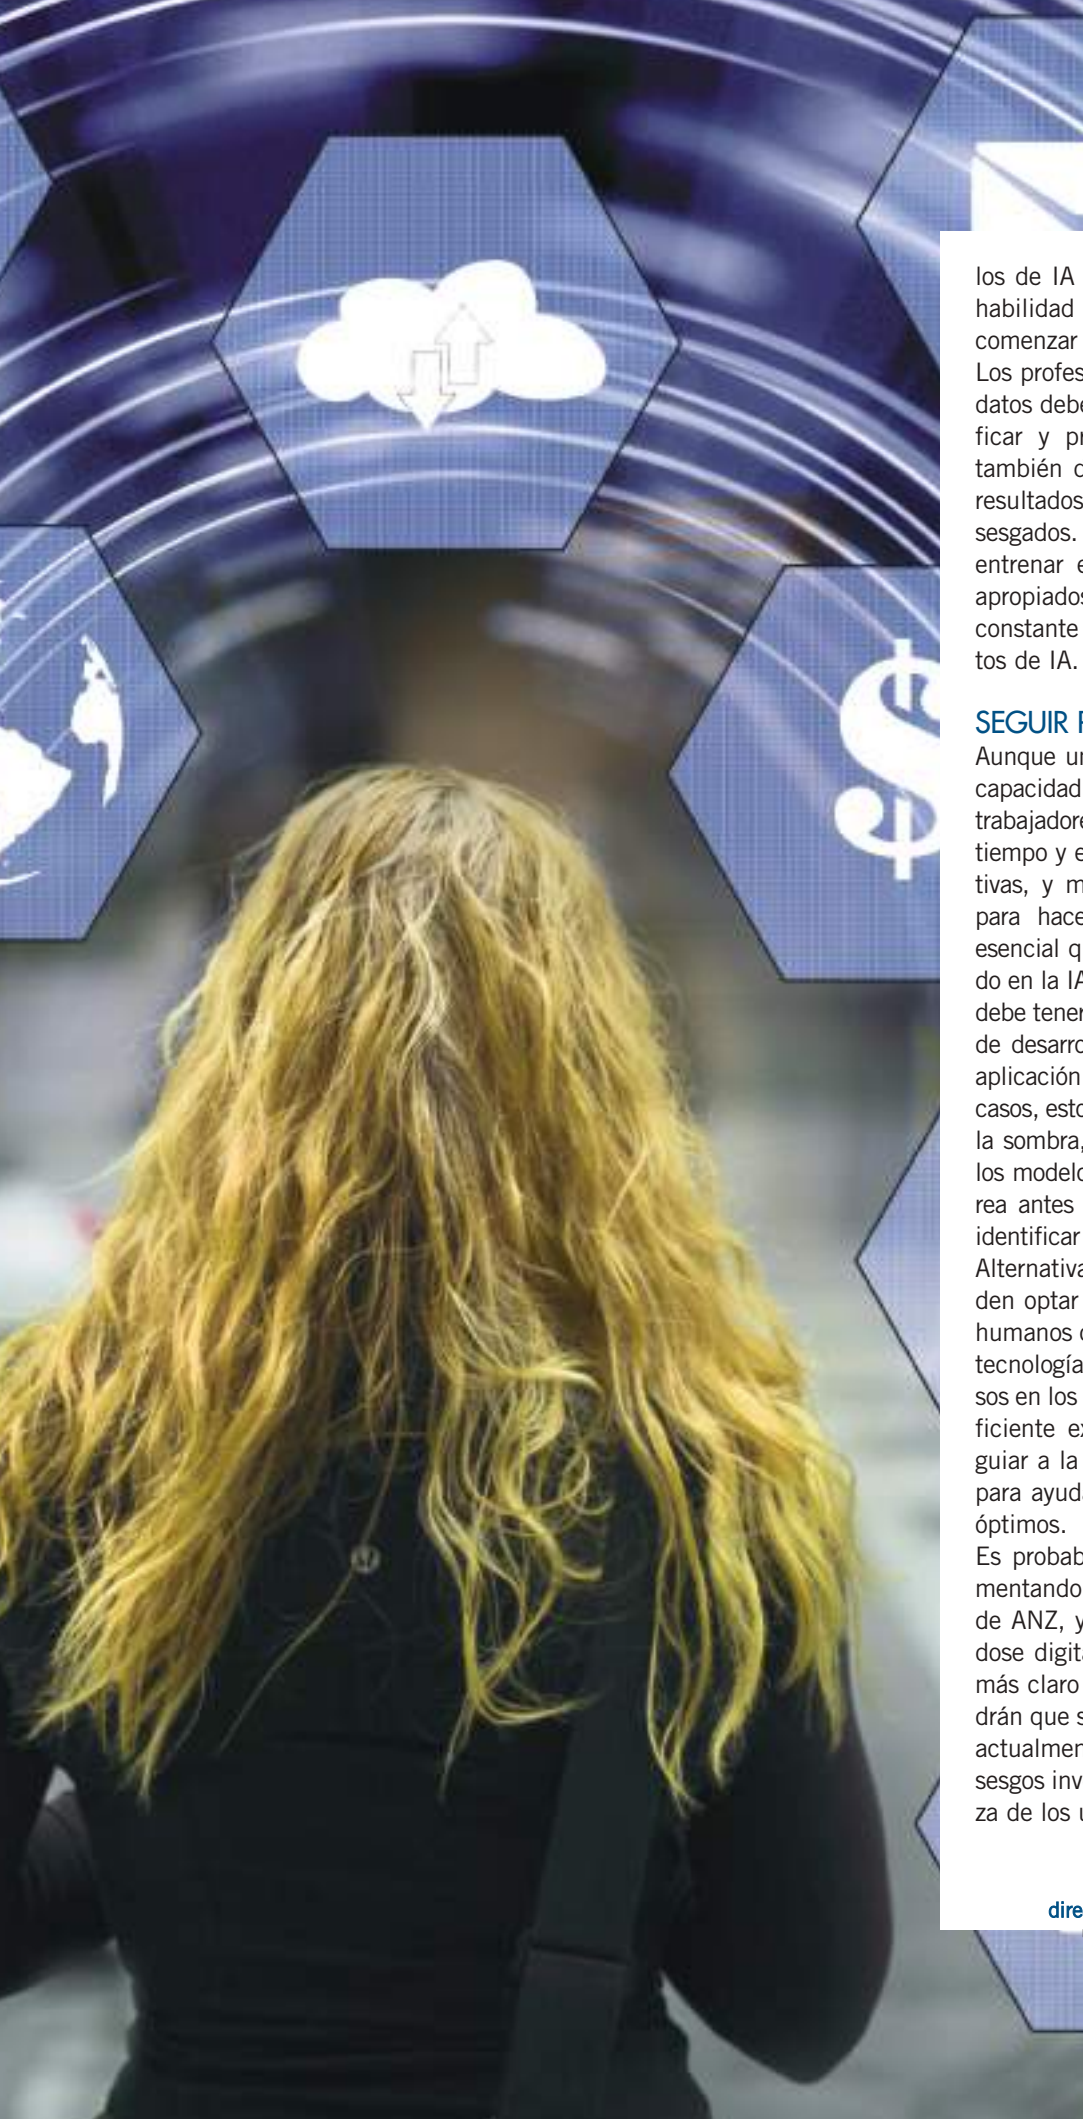 los de IA
habilidad
comenzar
Los profes
datos debe
ficar y pr
también c
resultados
sesgados.
entrenar e
apropiados
constante
tos de IA.
SEGUIR
Aunque un
capacidad
trabajadore
tiempo y e
tivas, y m
para hace
esencial q
do en la IA
debe tener
de desarro
aplicación
casos, esto
la sombra,
los modelo
rea antes
identificar
Alternativa
den optar
humanos c
tecnología
sos en los
ficiente ex
guiar a la
para ayuda
óptimos.
Es probab
mentando
de ANZ, y
dose digita
más claro
drán que s
actualmen
sesgos inv
za de los u
dire
$